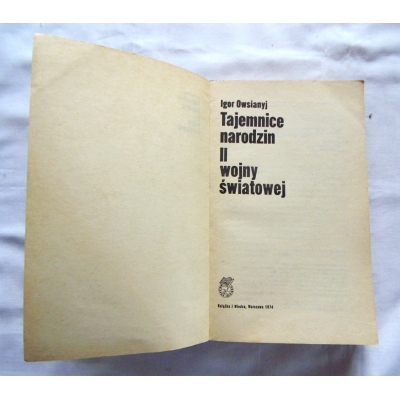 Igor Owsianyj
Tajemnice
narodzin
II
wojny
światowej
Książka i Wiedza, Warszawa 1974